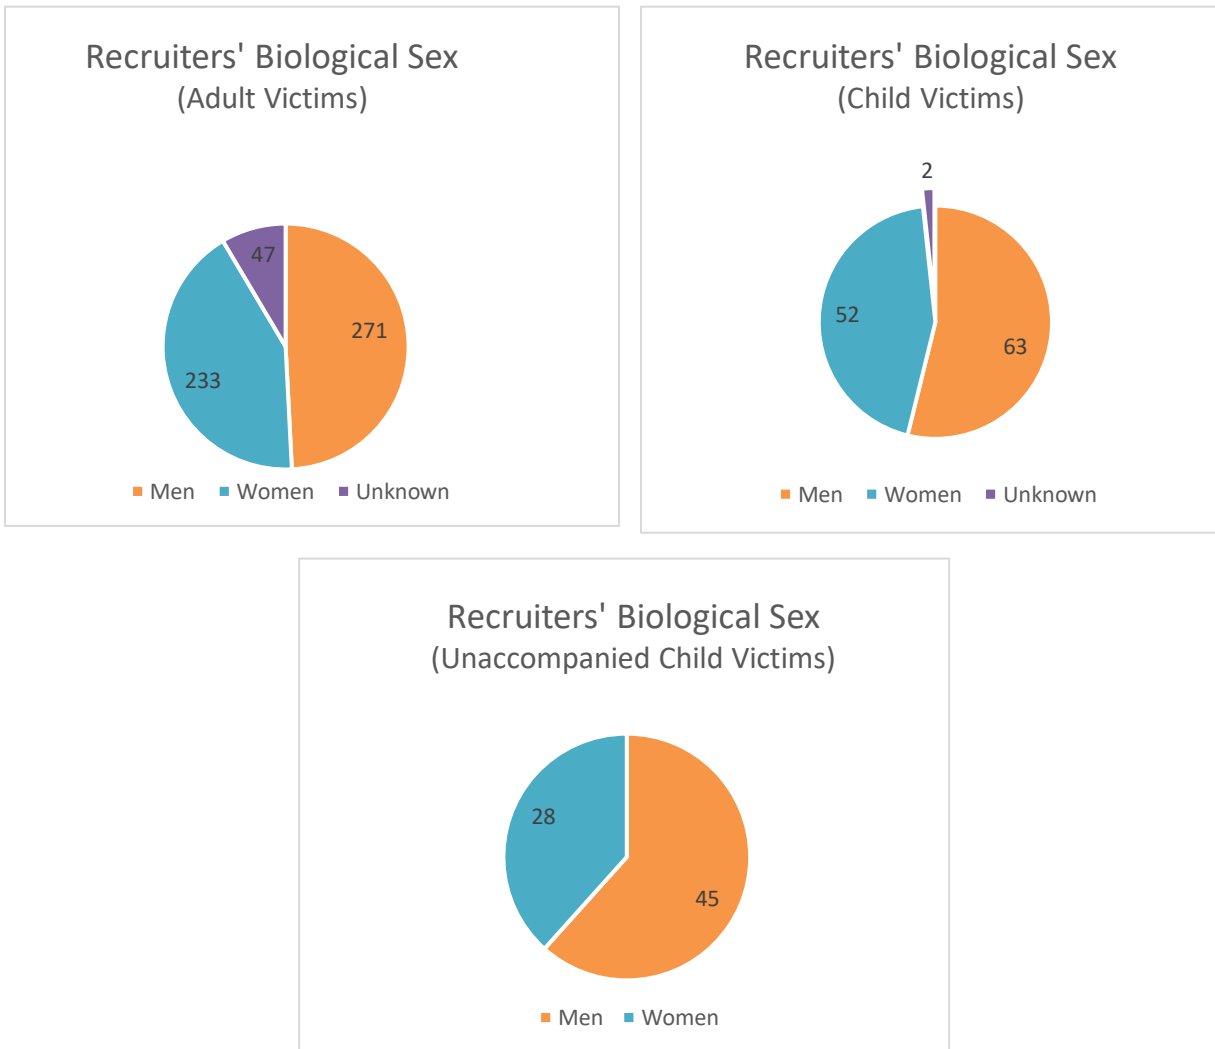 Recruiters' Biological Sex
(Adult Victims)
47
271
233
Men Women Unknown
Recruiters' Biological Sex
(Child Victims)
2
52
63
Men Women Unknown
Recruiters' Biological Sex
(Unaccompanied Child Victims)
28
45
Men Women